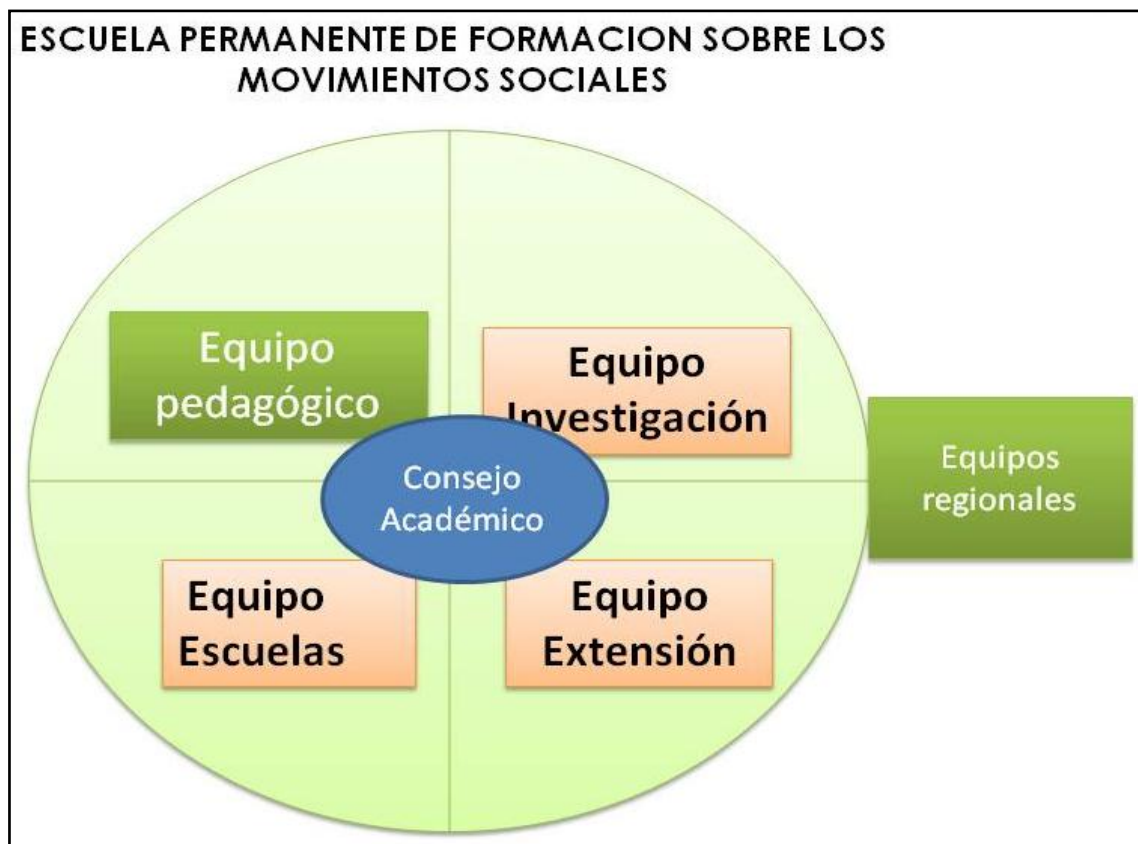 ESCUELA PERMANENTE DE FORMACION SOBRE LOS
MOVIMIENTOS SOCIALES
Equipo
pedagógico
Equipo
Investigación
Consejo
Académico
Equipos
regionales
Equipo
Escuelas
Equipo
Extensión